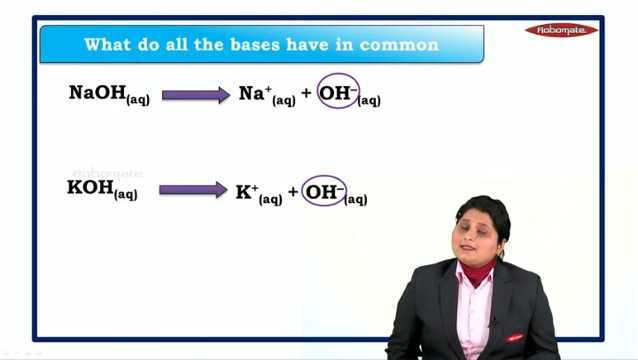 What do all the bases have in common
Robomate
NaOH(aq) → Na⁺(aq) + OH⁻(aq)
Robomate
KOH(aq) → K⁺(aq) + OH⁻(aq)